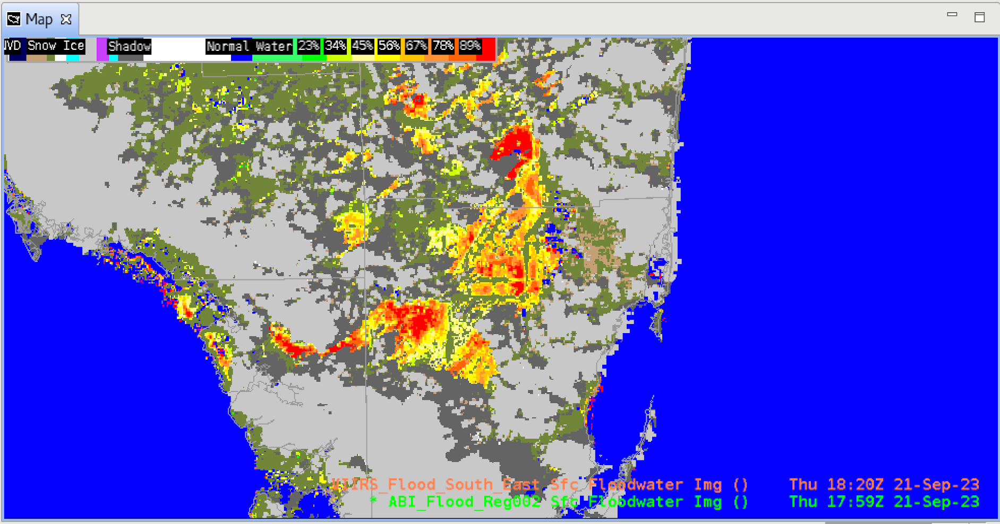 Map
VD Snow Ice Shadow Normal Water 23% 34% 45% 56% 67% 78% 89%
VIIRS_Flood_South_East Sfc Floodwater Img () Thu 18:20Z 21-Sep-23
* ABI_Flood_Reg002 Sfc Floodwater Img () Thu 17:59Z 21-Sep-23